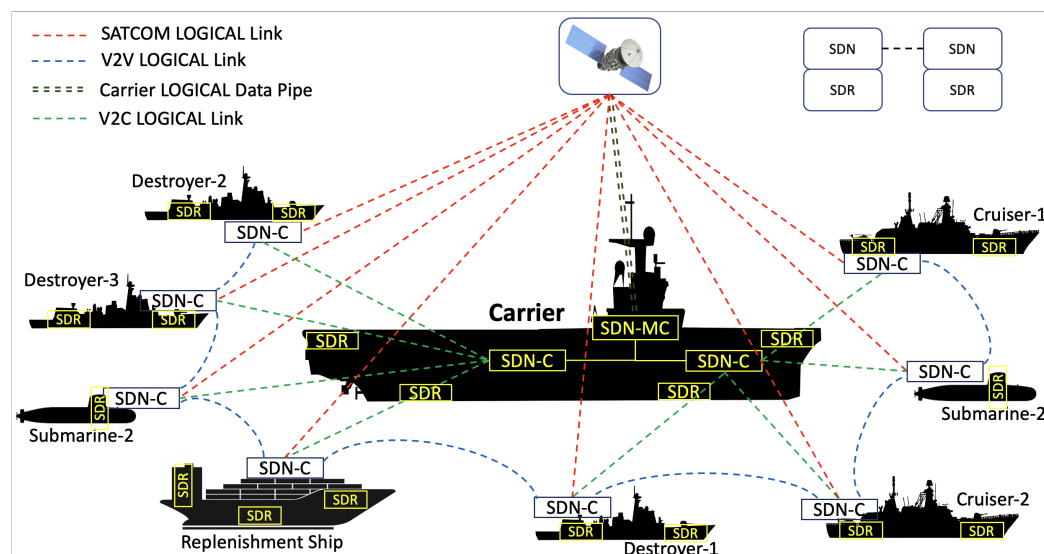 SATCOM LOGICAL Link
V2V LOGICAL Link
Carrier LOGICAL Data Pipe
V2C LOGICAL Link
SDN
SDN
SDR
SDR
Destroyer-2
SDR
SDR
SDN-C
Cruiser-1
SDR
SDR
SDN-C
Destroyer-3
SDN-C
SDR
SDR
Carrier
SDN-MC
SDR
SDR
SDN-C
SDN-C
SDR
SDR
SDN-C
SDR
Submarine-2
SDN-C
SDR
Submarine-2
SDN-C
SDR
SDR
SDR
Replenishment Ship
SDN-C
SDR
SDR
Destroyer-1
SDN-C
Cruiser-2
SDR
SDR